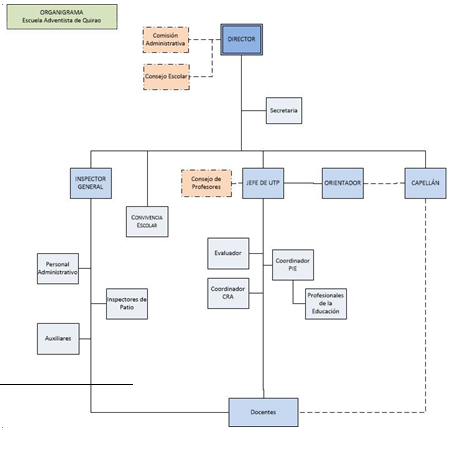 ORGANIGRAMA
Escuela Adventista de Quirao
Comisión
Administrativa
DIRECTOR
Consejo Escolar
Secretaria
INSPECTOR
GENERAL
Consejo de
Profesores
JEFE DE UTP
ORIENTADOR
CAPELLÁN
CONVIVENCIA
ESCOLAR
Personal
Administrativo
Evaluador
Coordinador
PIE
Inspectores de
Patio
Coordinador
CRA
Profesionales
de la
Educación
Auxiliares
Docentes